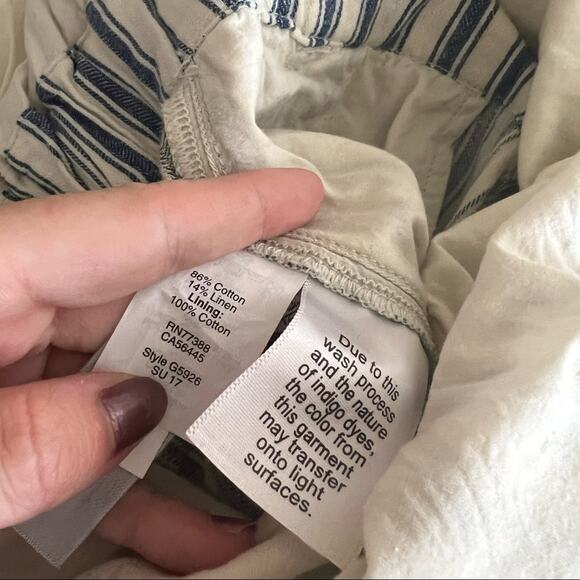 86% Cotton
14% Linen
Lining:
100% Cotton
RN77388
CA56445
Style G5926
SU 17
Due to this
wash process
and the nature
of indigo dyes,
the color from
this garment
may transfer
onto light
surfaces.